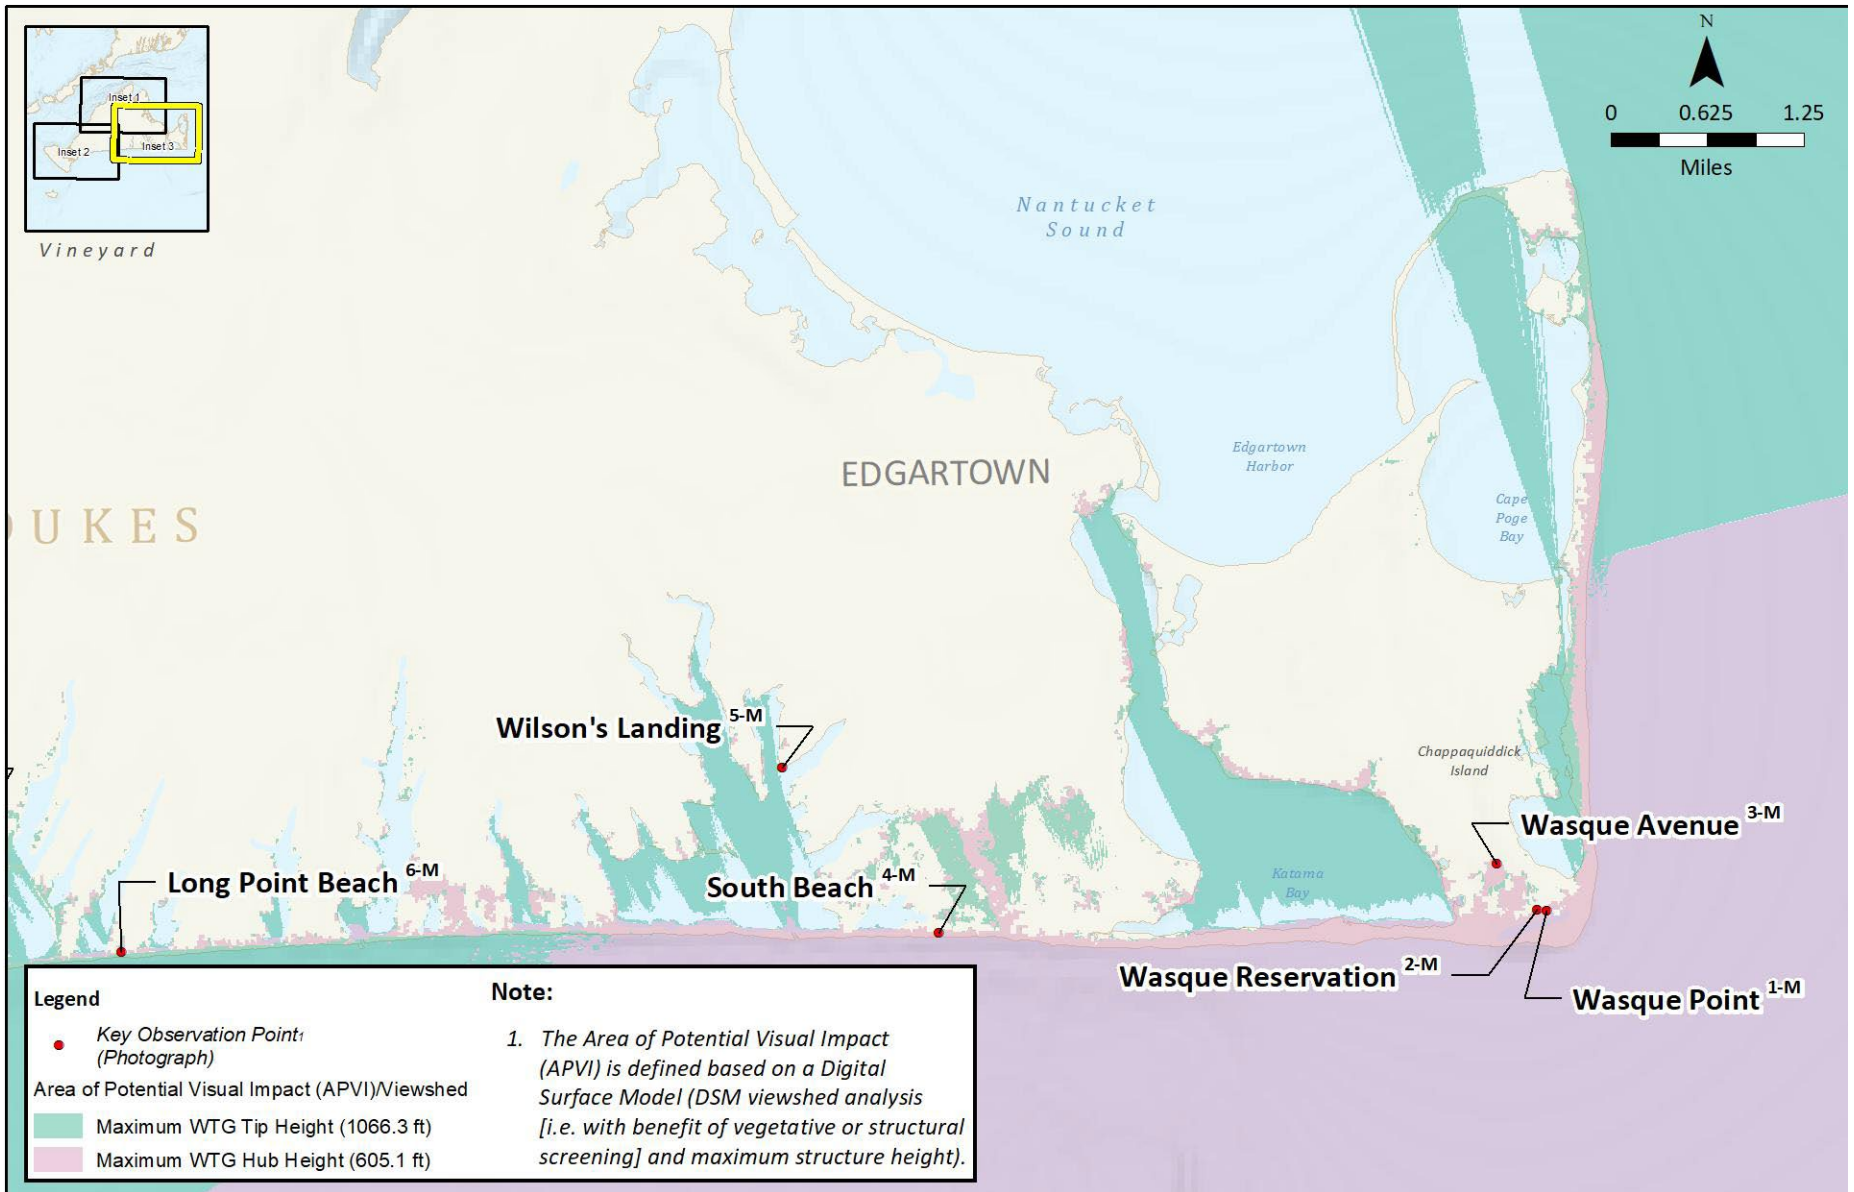 N
0 0.625 1.25
Miles
Inset 1
Inset 2
Inset 3
Vineyard
Nantucket
Sound
Edgartown
Harbor
EDGARTOWN
Cape
Poge
Bay
UKES
Wilson's Landing 5-M
Chappaquiddick
Island
Wasque Avenue 3-M
Long Point Beach 6-M
South Beach 4-M
Katama
Bay
Wasque Reservation 2-M
Wasque Point 1-M
Legend
Key Observation Point1
(Photograph)
Area of Potential Visual Impact (APVI)/Viewshed
Maximum WTG Tip Height (1066.3 ft)
Maximum WTG Hub Height (605.1 ft)
Note:
1. The Area of Potential Visual Impact
(APVI) is defined based on a Digital
Surface Model (DSM viewshed analysis
[i.e. with benefit of vegetative or structural
screening] and maximum structure height).